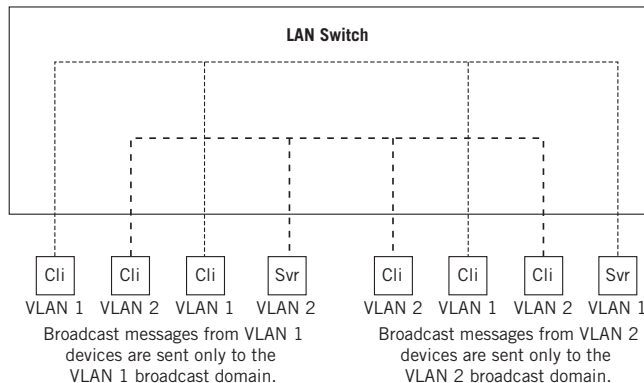 LAN Switch
Cli Cli Cli Svr Cli Cli Cli Svr
VLAN 1 VLAN 2 VLAN 1 VLAN 2 VLAN 2 VLAN 1 VLAN 2 VLAN 1
Broadcast messages from VLAN 1
devices are sent only to the
VLAN 1 broadcast domain.
Broadcast messages from VLAN 2
devices are sent only to the
VLAN 2 broadcast domain.